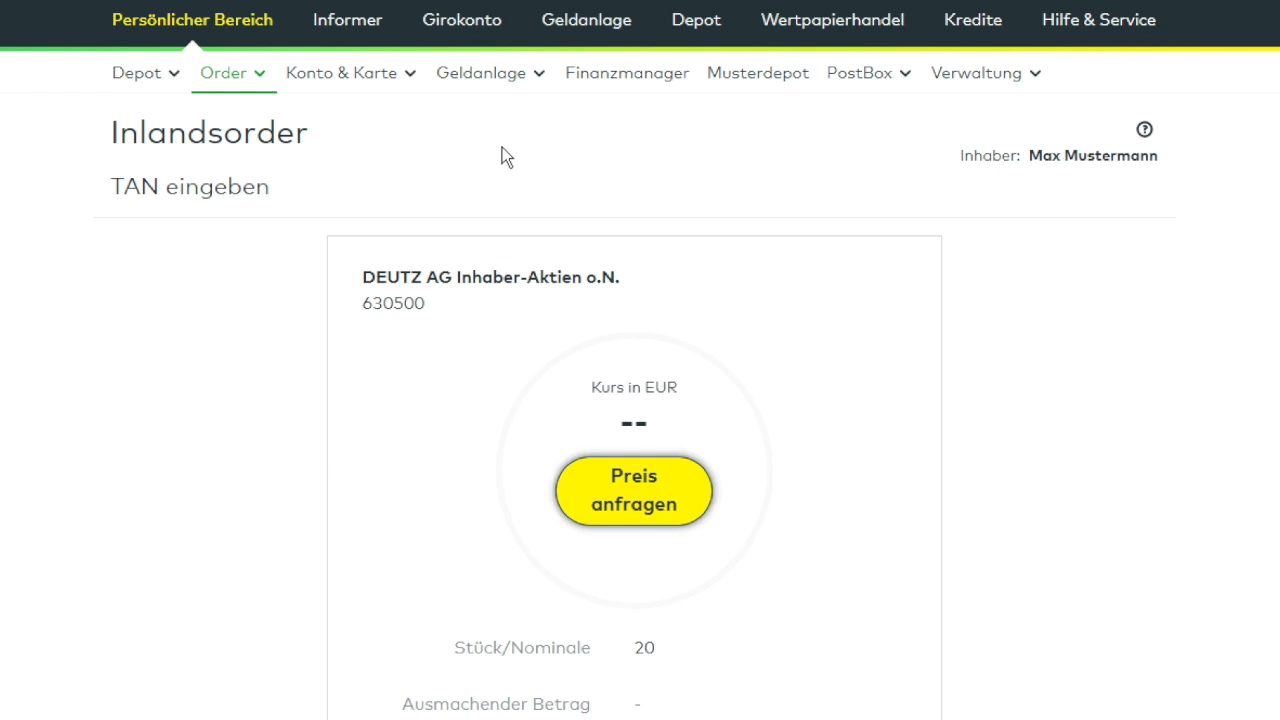 Persönlicher Bereich Informer Girokonto Geldanlage Depot Wertpapierhandel Kredite Hilfe & Service
Depot Order Konto & Karte Geldanlage Finanzmanager Musterdepot PostBox Verwaltung
Inlandsorder
?
Inhaber: Max Mustermann
TAN eingeben
DEUTZ AG Inhaber-Aktien o.N.
630500
Kurs in EUR
--
Preis
anfragen
Stück/Nominale 20
Ausmachender Betrag -